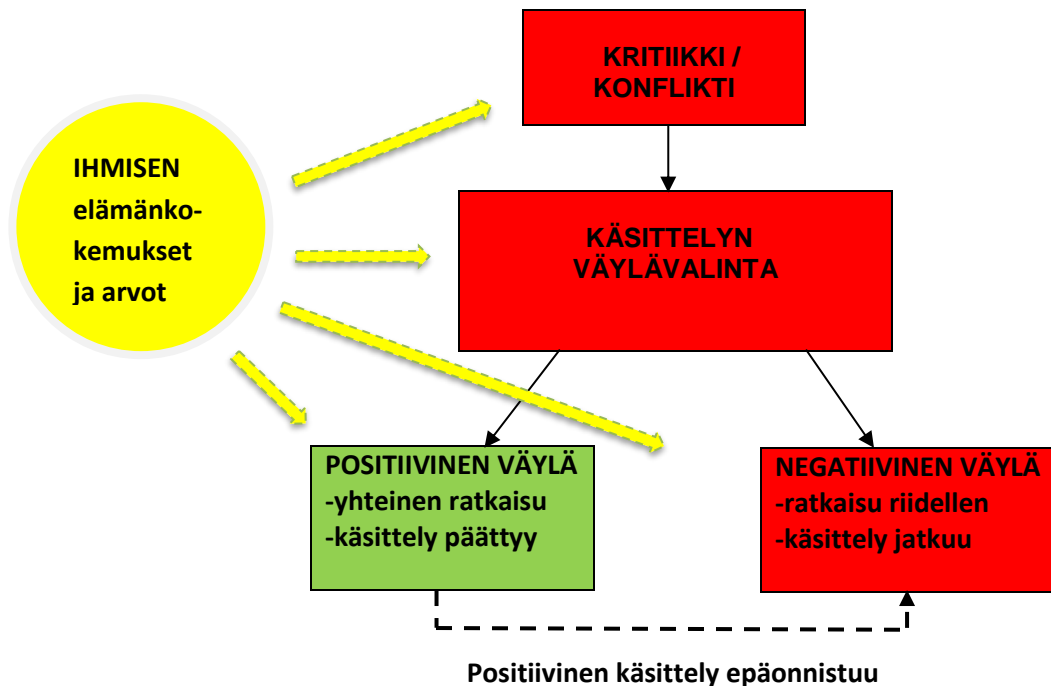 KRITIIKKI /
KONFLIKTI
IHMISEN
elämänko-
kemukset
ja arvot
KÄSITTELYN
VÄYLÄVALINTA
POSITIIVINEN VÄYLÄ
-yhteinen ratkaisu
-käsittely päättyy
NEGATIIVINEN VÄYLÄ
-ratkaisu riidellen
-käsittely jatkuu
Positiivinen käsittely epäonnistuu